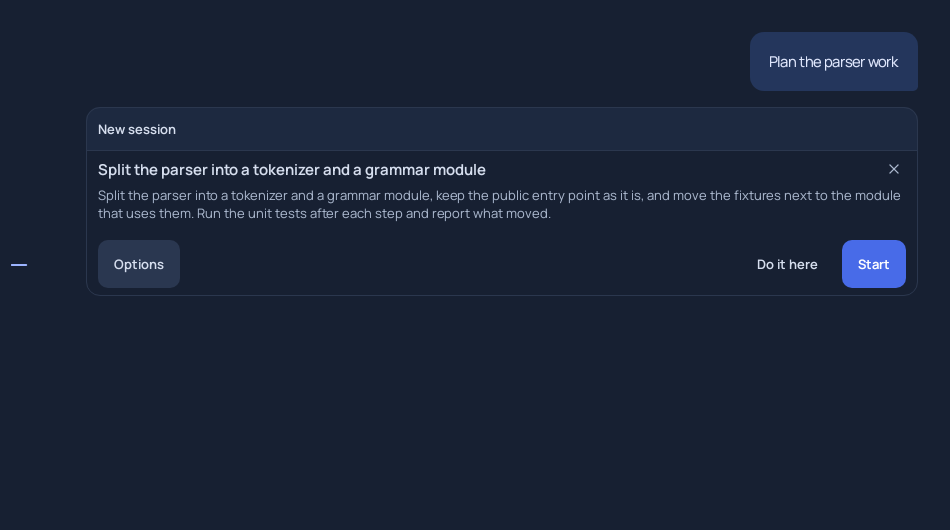 Plan the parser work
New session
Split the parser into a tokenizer and a grammar module
Split the parser into a tokenizer and a grammar module, keep the public entry point as it is, and move the fixtures next to the module
that uses them. Run the unit tests after each step and report what moved.
Options
Do it here
Start